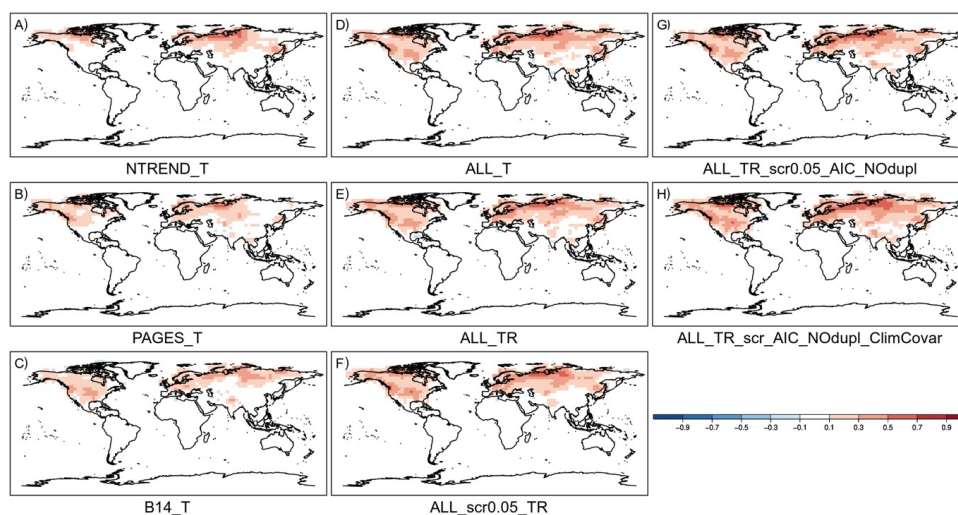 A)
NTREND_T
B)
PAGES_T
C)
B14_T
D)
ALL_T
E)
ALL_TR
F)
ALL_scr0.05_TR
G)
ALL_TR_scr0.05_AIC_NOdupl
H)
ALL_TR_scr_AIC_NOdupl_ClimCovar
−0.9 −0.7 −0.5 −0.3 −0.1 0.1 0.3 0.5 0.7 0.9